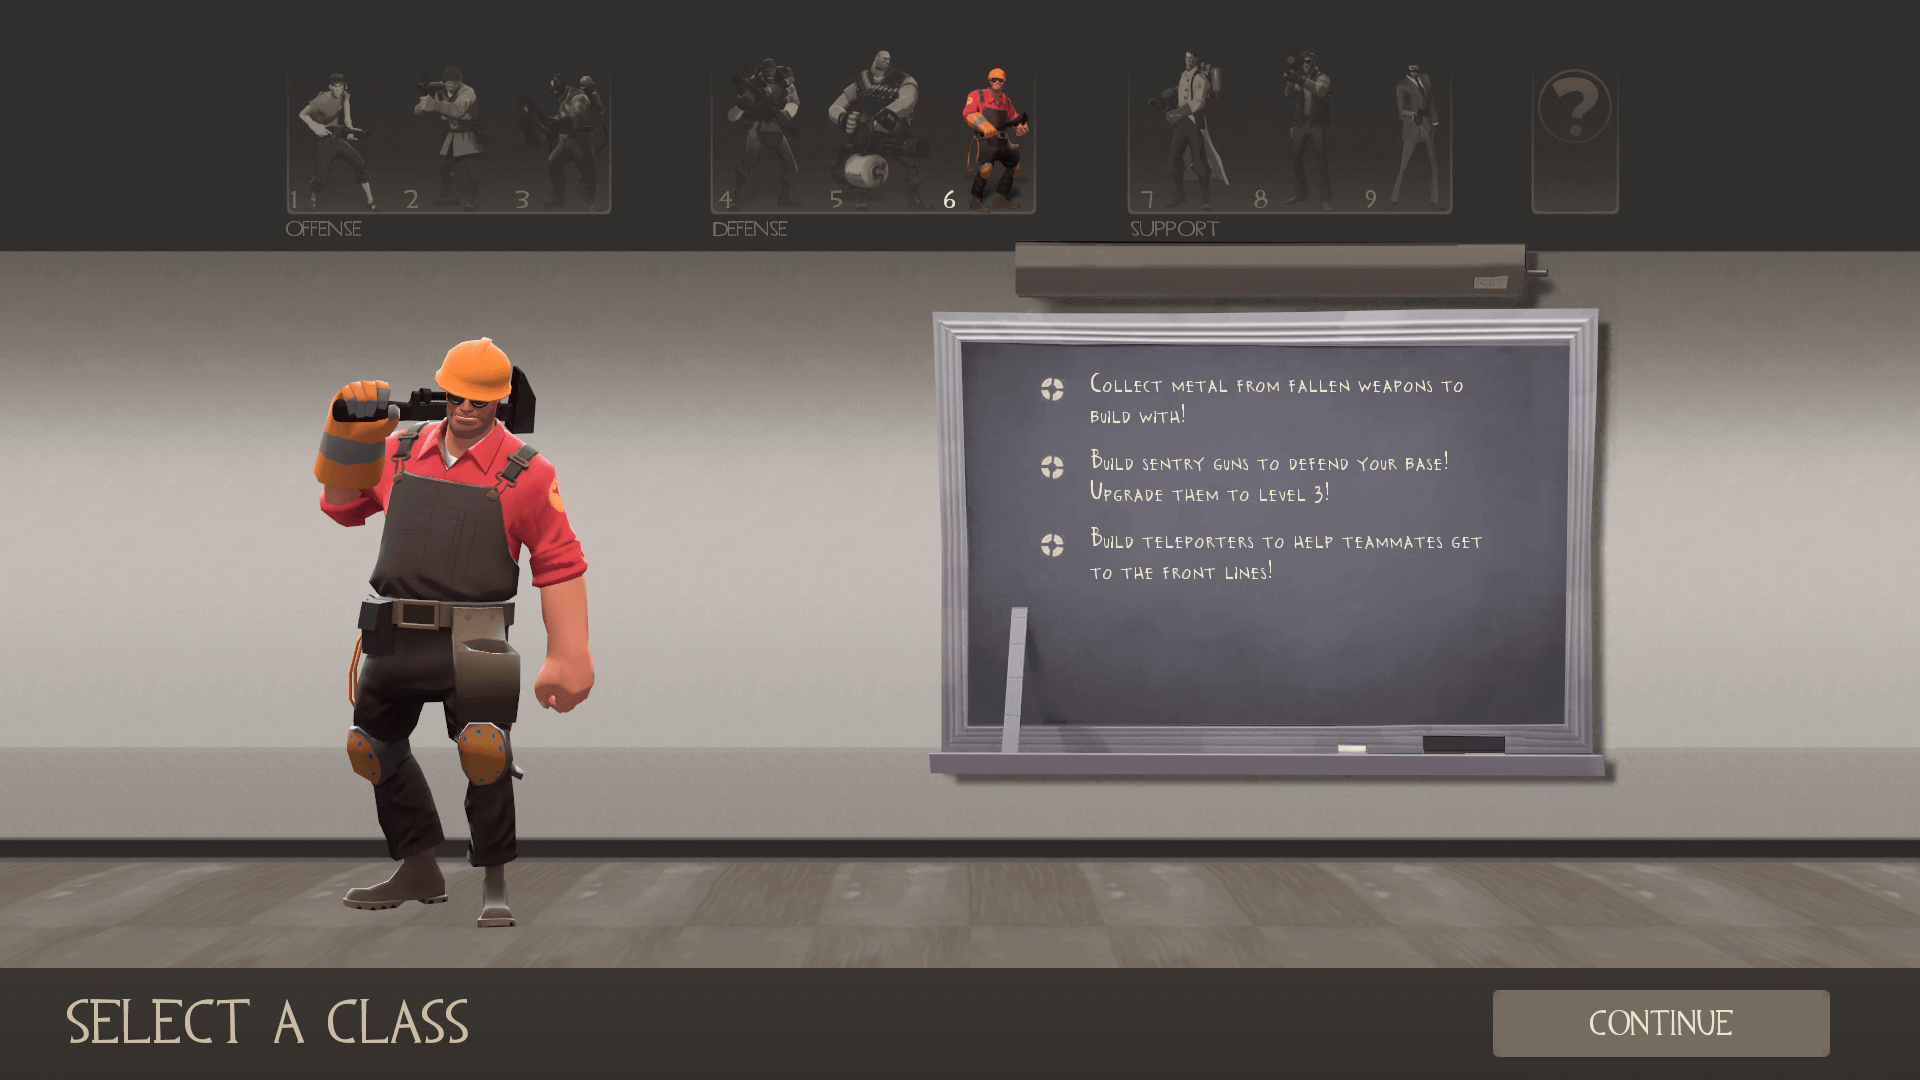 1 2 3
OFFENSE
4 5 6
DEFENSE
7 8 9
SUPPORT
?
COLLECT METAL FROM FALLEN WEAPONS TO
BUILD WITH!
BUILD SENTRY GUNS TO DEFEND YOUR BASE!
UPGRADE THEM TO LEVEL 3!
BUILD TELEPORTERS TO HELP TEAMMATES GET
TO THE FRONT LINES!
SELECT A CLASS
CONTINUE